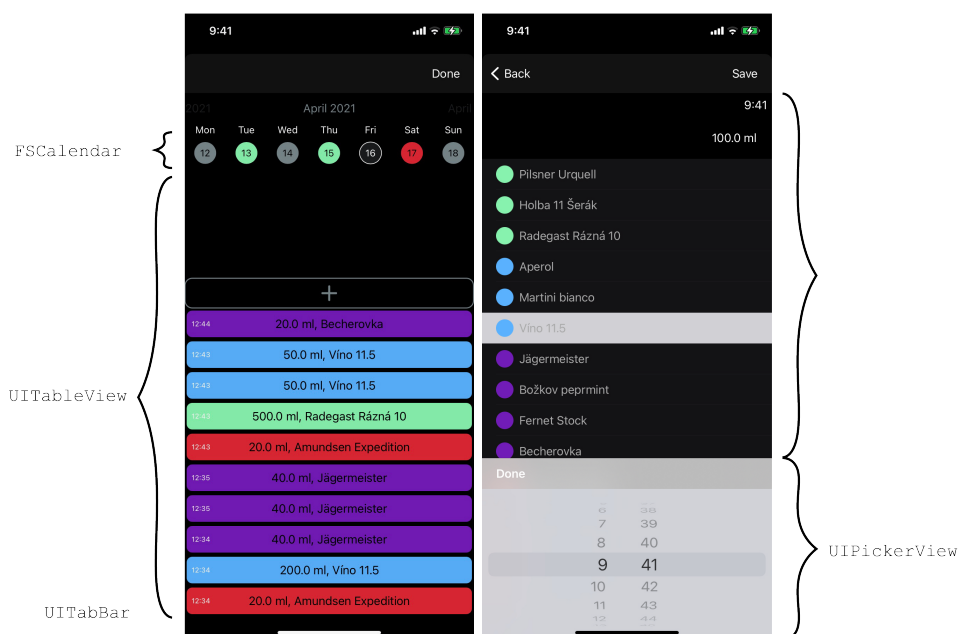 9:41
Done
2021 April 2021 April
Mon Tue Wed Thu Fri Sat Sun
12 13 14 15 16 17 18
FSCalendar
UITableView
12:44 20.0 ml, Becherovka
12:43 50.0 ml, Víno 11.5
12:43 50.0 ml, Víno 11.5
12:43 500.0 ml, Radegast Rázná 10
12:43 20.0 ml, Amundsen Expedition
12:35 40.0 ml, Jägermeister
12:35 40.0 ml, Jägermeister
12:34 40.0 ml, Jägermeister
12:34 200.0 ml, Víno 11.5
12:34 20.0 ml, Amundsen Expedition
UITabBar
9:41
Back Save
9:41
100.0 ml
Pilsner Urquell
Holba 11 Šerák
Radegast Rázná 10
Aperol
Martini bianco
Víno 11.5
Jägermeister
Božkov peprmint
Fernet Stock
Becherovka
Done
6 38
7 39
8 40
9 41
10 42
11 43
12 44
UIPickerView